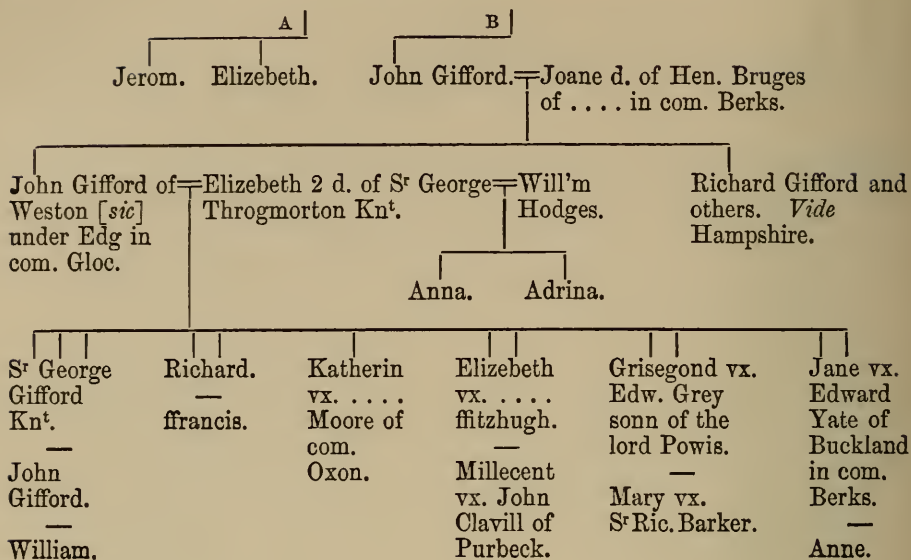 A B
Jerom. Elizebeth. John Gifford.=Joane d. of Hen. Bruges
of .... in com. Berks.
John Gifford of=Elizebeth 2 d. of Sr George=Will'm
Weston [sic] Throgmorton Knt. Hodges.
under Edg in
com. Gloc.
Richard Gifford and
others. Vide
Hampshire.
Anna. Adrina.
Sr George
Gifford
Knt.
—
John
Gifford.
—
William.
Richard.
—
ffrancis.
Katherin
vx. .....
Moore of
com.
Oxon.
Elizebeth
vx. ....
ffitzhugh.
—
Millecent
vx. John
Clavill of
Purbeck.
Grisegond vx.
Edw. Grey
sonn of the
lord Powis.
—
Mary vx.
Sr Ric. Barker.
Jane vx.
Edward
Yate of
Buckland
in com.
Berks.
—
Anne.